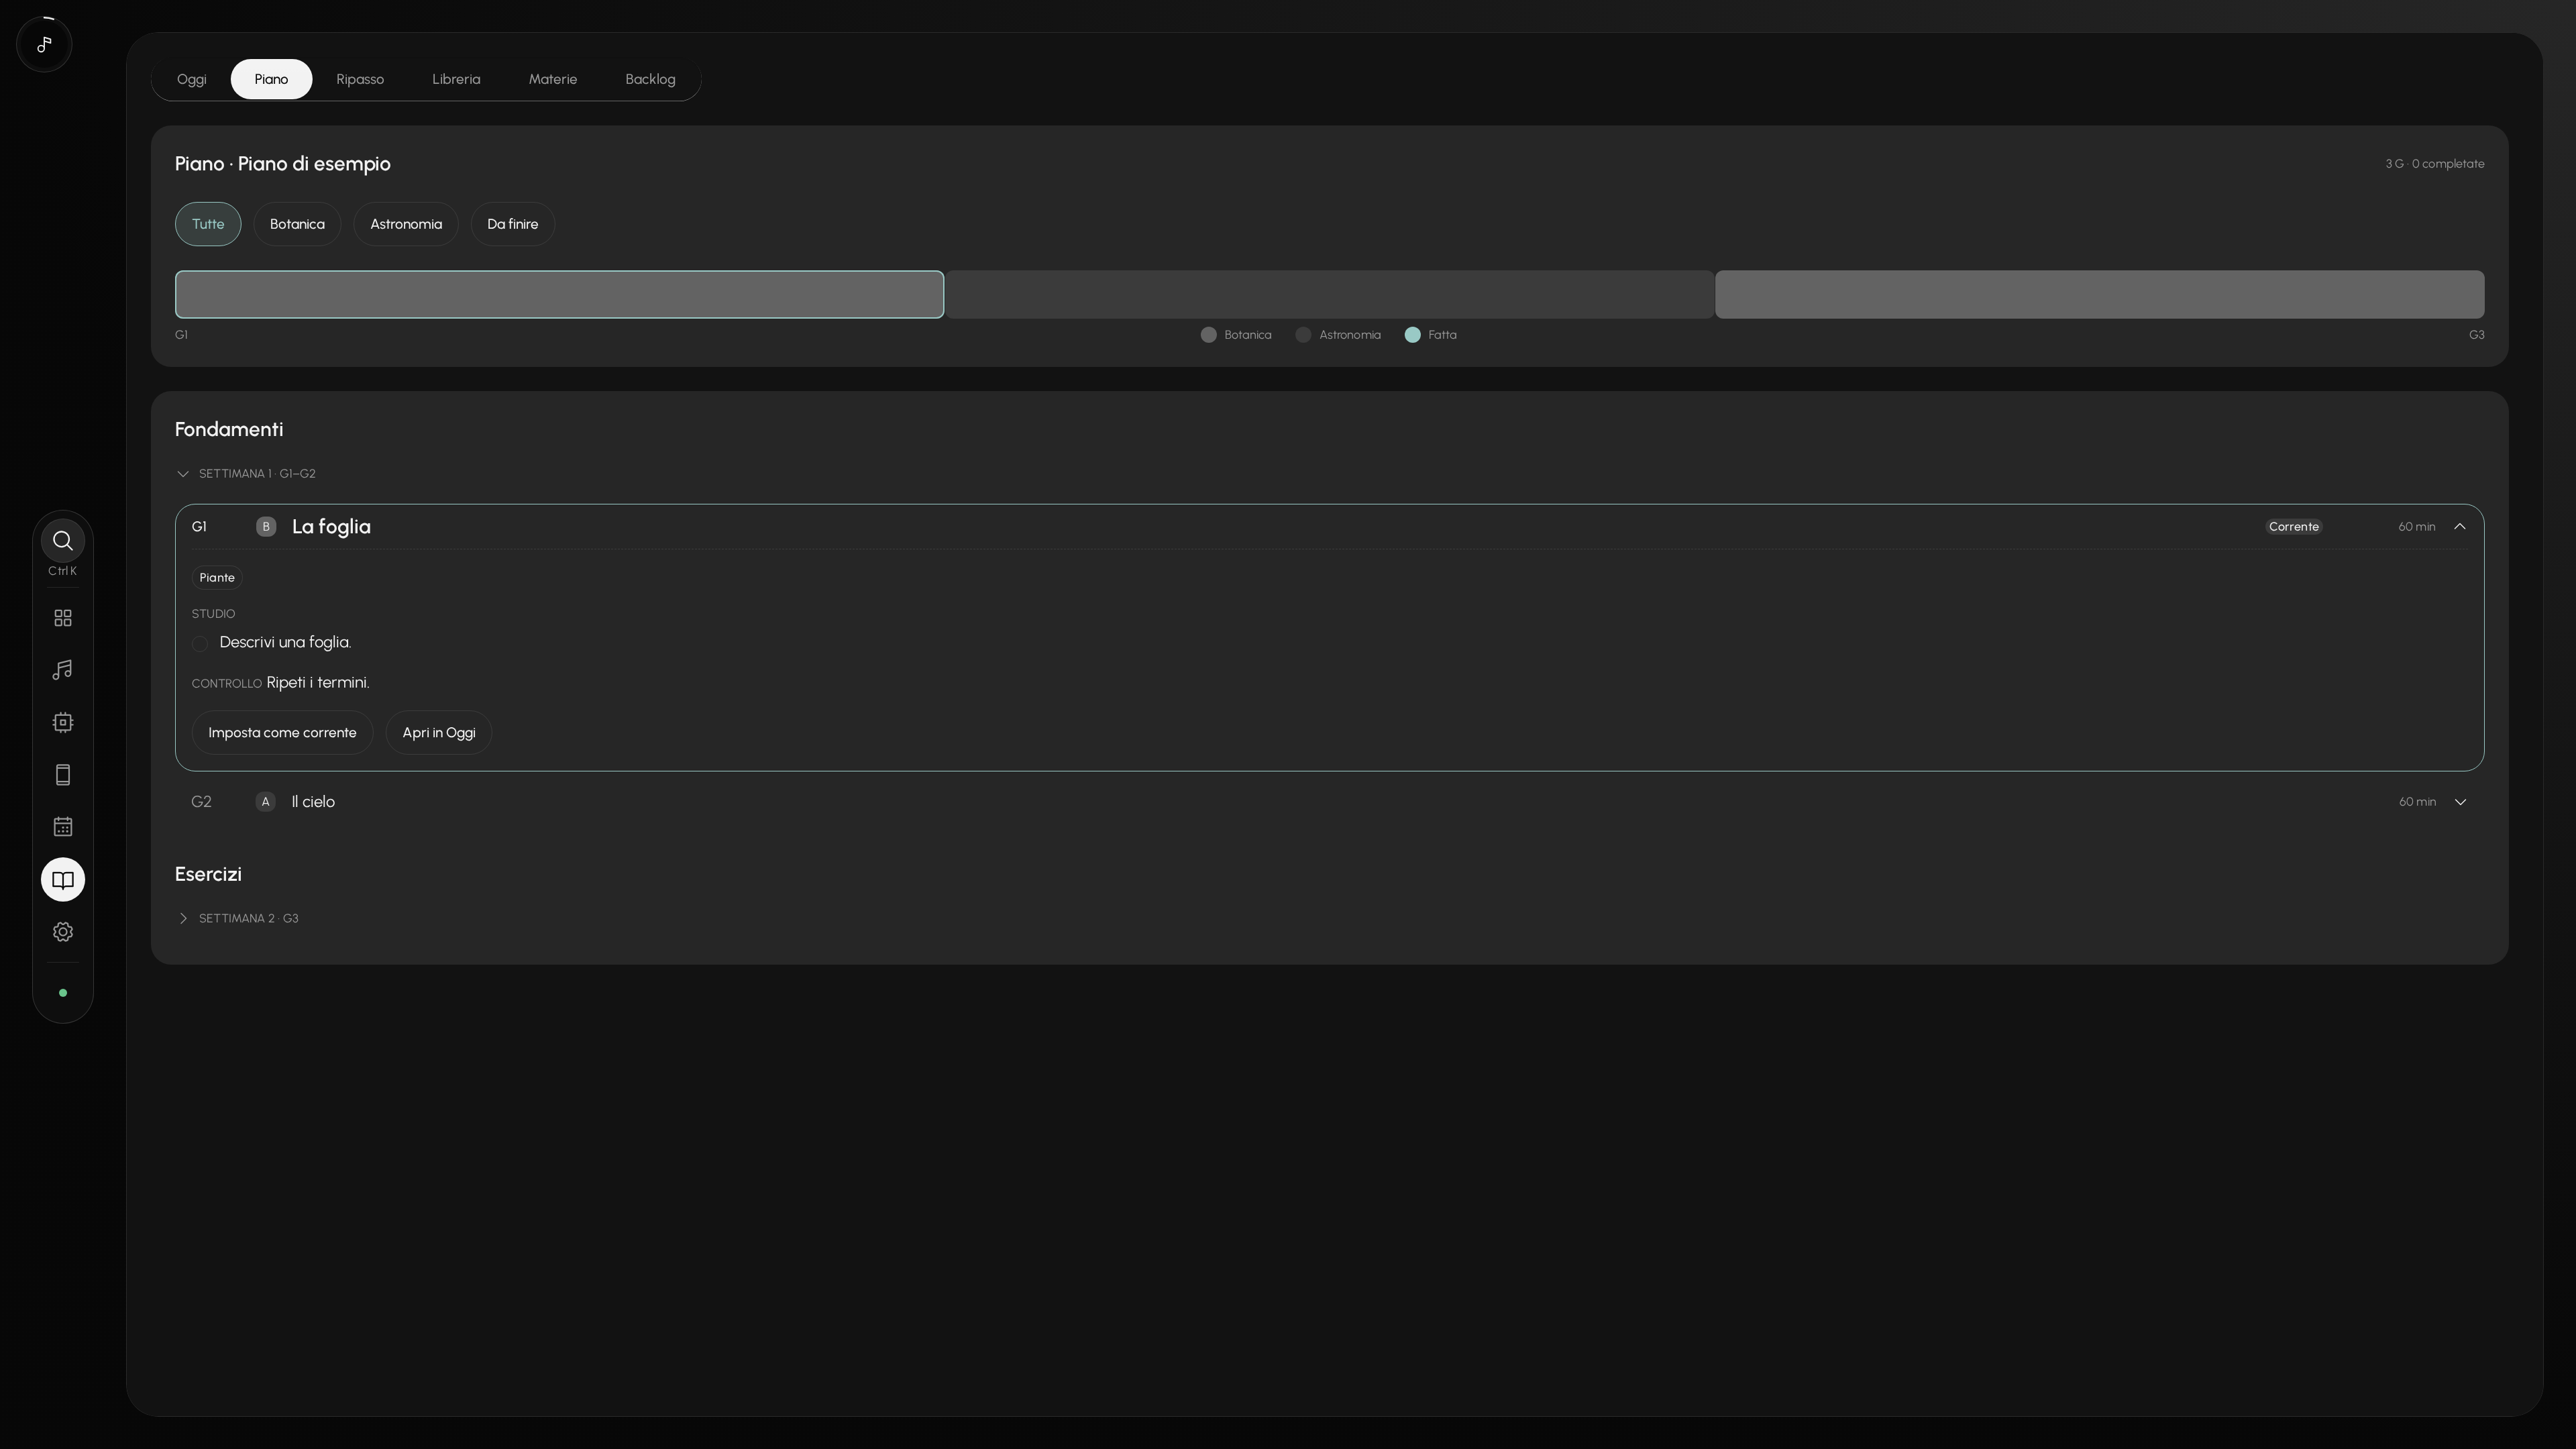 Oggi Piano Ripasso Libreria Materie Backlog
Piano · Piano di esempio 3 G · 0 completate
Tutte Botanica Astronomia Da finire
G1 Botanica Astronomia Fatta G3
Fondamenti
SETTIMANA 1 · G1–G2
G1 B La foglia Corrente 60 min
Ctrl K
Piante
STUDIO
Descrivi una foglia.
CONTROLLO Ripeti i termini.
Imposta come corrente Apri in Oggi
G2 A Il cielo 60 min
Esercizi
SETTIMANA 2 · G3